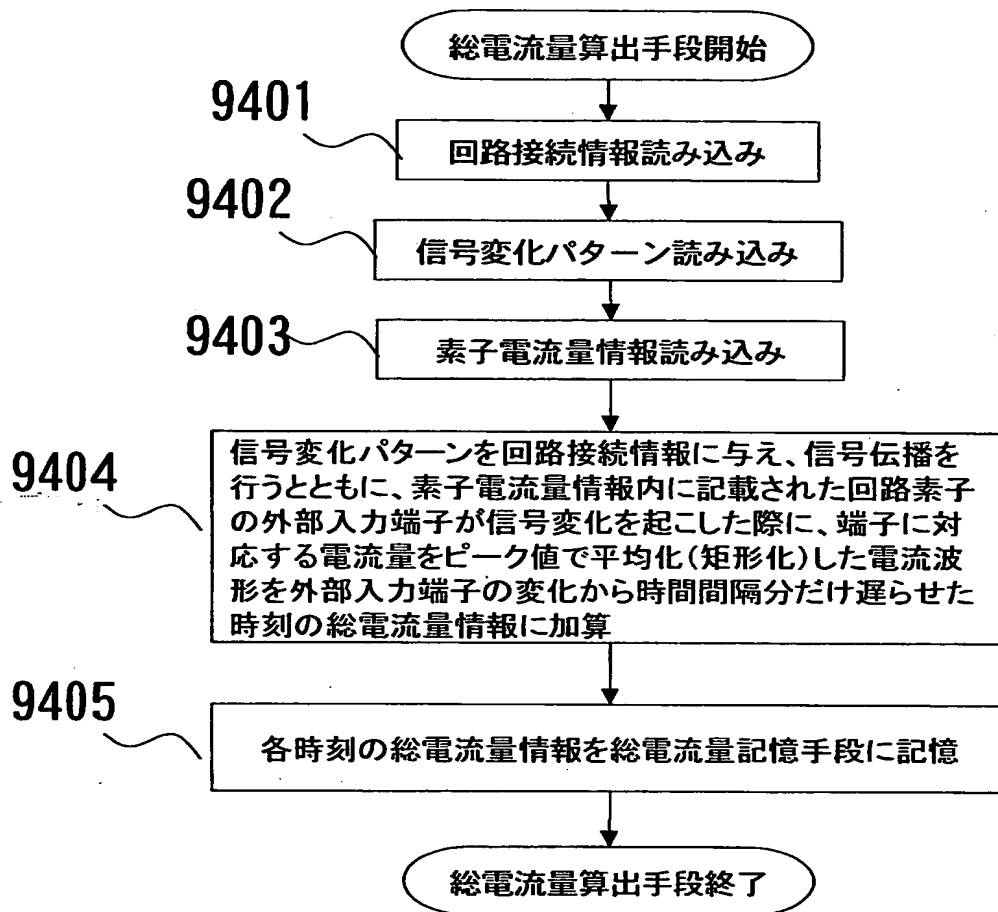 総電流量算出手段開始
9401
回路接続情報読み込み
9402
信号変化パターン読み込み
9403
素子電流量情報読み込み
9404
信号変化パターンを回路接続情報に与え、信号伝播を
行うとともに、素子電流量情報内に記載された回路素子
の外部入力端子が信号変化を起こした際に、端子に対
応する電流量をピーク値で平均化(矩形化)した電流波
形を外部入力端子の変化から時間間隔分だけ遅らせた
時刻の総電流量情報に加算
9405
各時刻の総電流量情報を総電流量記憶手段に記憶
総電流量算出手段終了